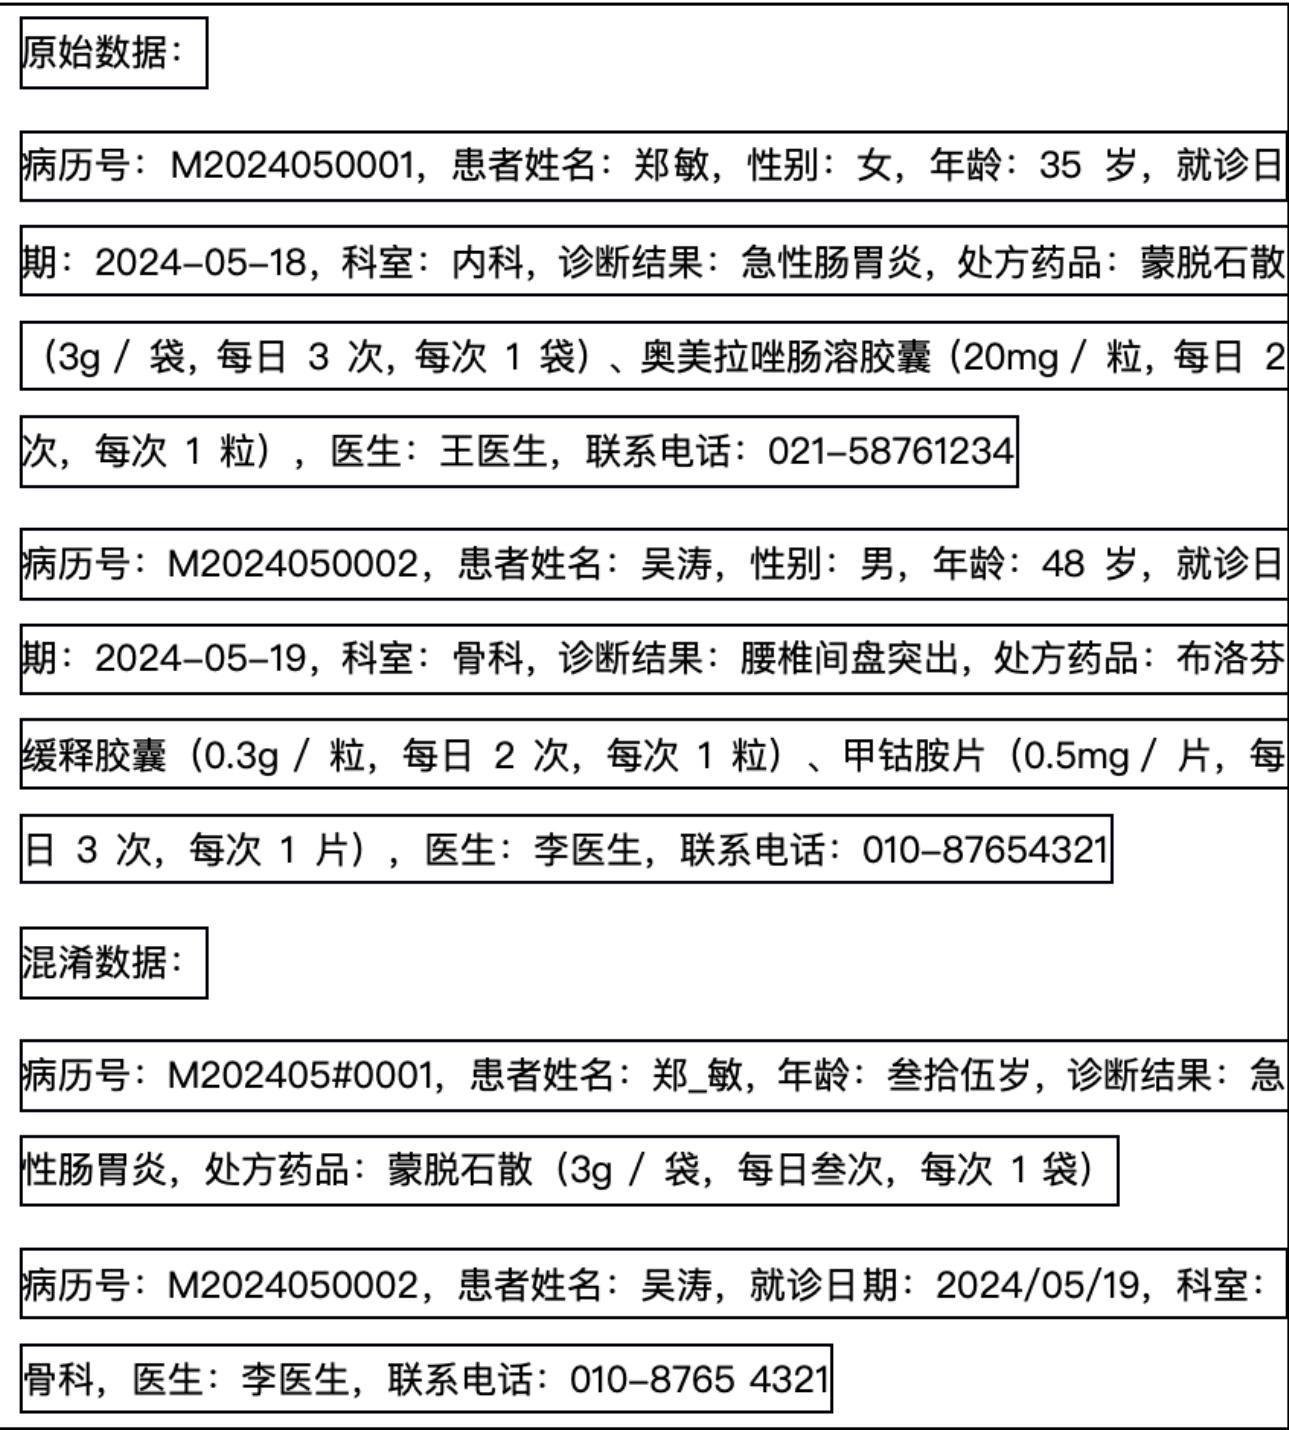 原始数据：
病历号：M2024050001，患者姓名：郑敏，性别：女，年龄：35 岁，就诊日
期：2024-05-18，科室：内科，诊断结果：急性肠胃炎，处方药品：蒙脱石散
（3g / 袋，每日 3 次，每次 1 袋）、奥美拉唑肠溶胶囊（20mg / 粒，每日 2
次，每次 1 粒），医生：王医生，联系电话：021-58761234
病历号：M2024050002，患者姓名：吴涛，性别：男，年龄：48 岁，就诊日
期：2024-05-19，科室：骨科，诊断结果：腰椎间盘突出，处方药品：布洛芬
缓释胶囊（0.3g / 粒，每日 2 次，每次 1 粒）、甲钴胺片（0.5mg / 片，每
日 3 次，每次 1 片），医生：李医生，联系电话：010-87654321
混淆数据：
病历号：M202405#0001，患者姓名：郑_敏，年龄：叁拾伍岁，诊断结果：急
性肠胃炎，处方药品：蒙脱石散（3g / 袋，每日叁次，每次 1 袋）
病历号：M2024050002，患者姓名：吴涛，就诊日期：2024/05/19，科室：
骨科，医生：李医生，联系电话：010-8765 4321